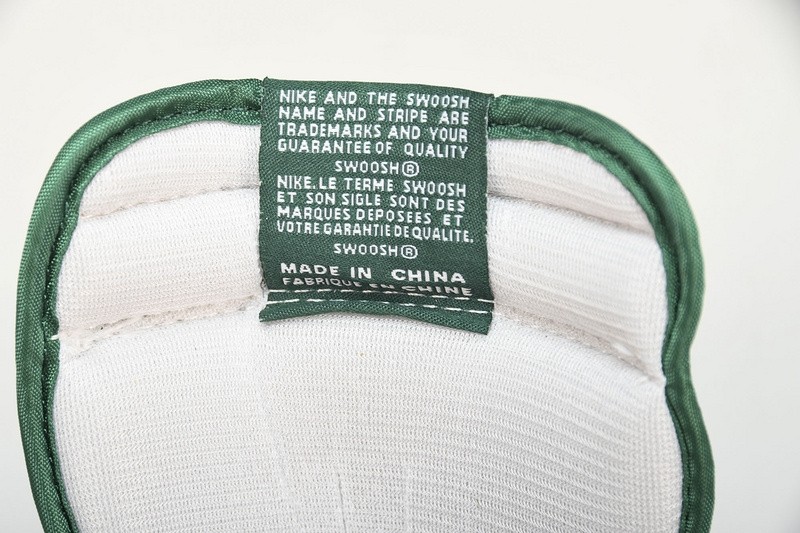 NIKE AND THE SWOOSH
NAME AND STRIPE ARE
TRADEMARKS AND YOUR
GUARANTEE OF QUALITY
SWOOSH®
NIKE.LE TERME SWOOSH
ET SON SIGLE SONT DES
MARQUES DEPOSEES ET
VOTRE GARANTIE DE QUALITE.
SWOOSH®
MADE IN CHINA
FABRIQUE EN CHINE